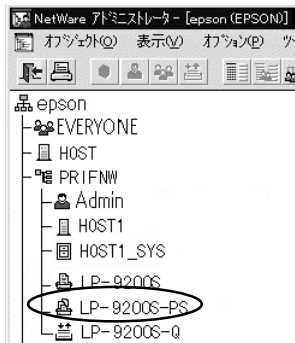 NetWare アドミニストレータ - [epson (EPSON)]
オブジェクト(O) 表示(V) オプション(P)
epson
EVERYONE
HOST
PRIFNW
Admin
HOST1
HOST1_SYS
LP-9200S
LP-9200S-PS
LP-9200S-Q